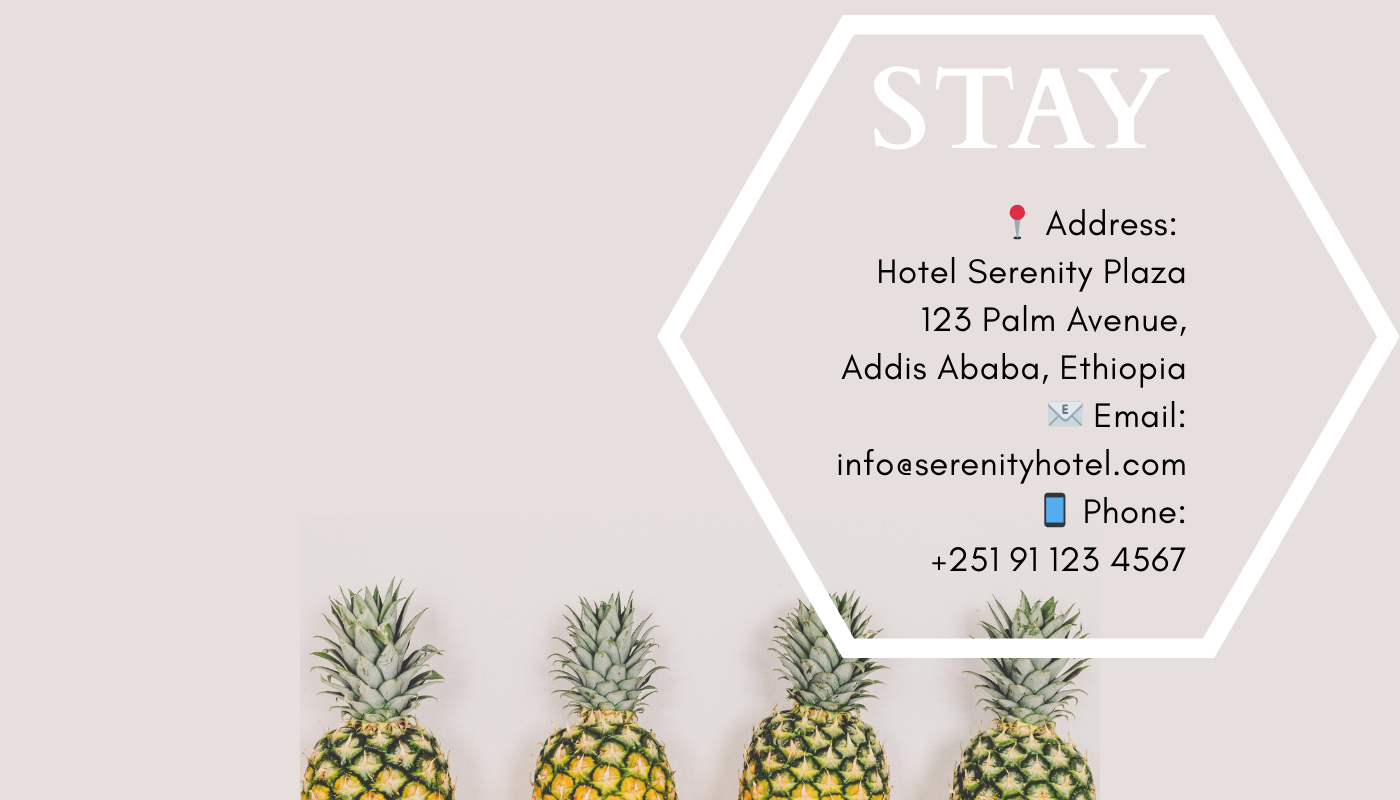 STAY
📍 Address:
Hotel Serenity Plaza
123 Palm Avenue,
Addis Ababa, Ethiopia
📧 Email:
info@serenityhotel.com
📱 Phone:
+251 91 123 4567